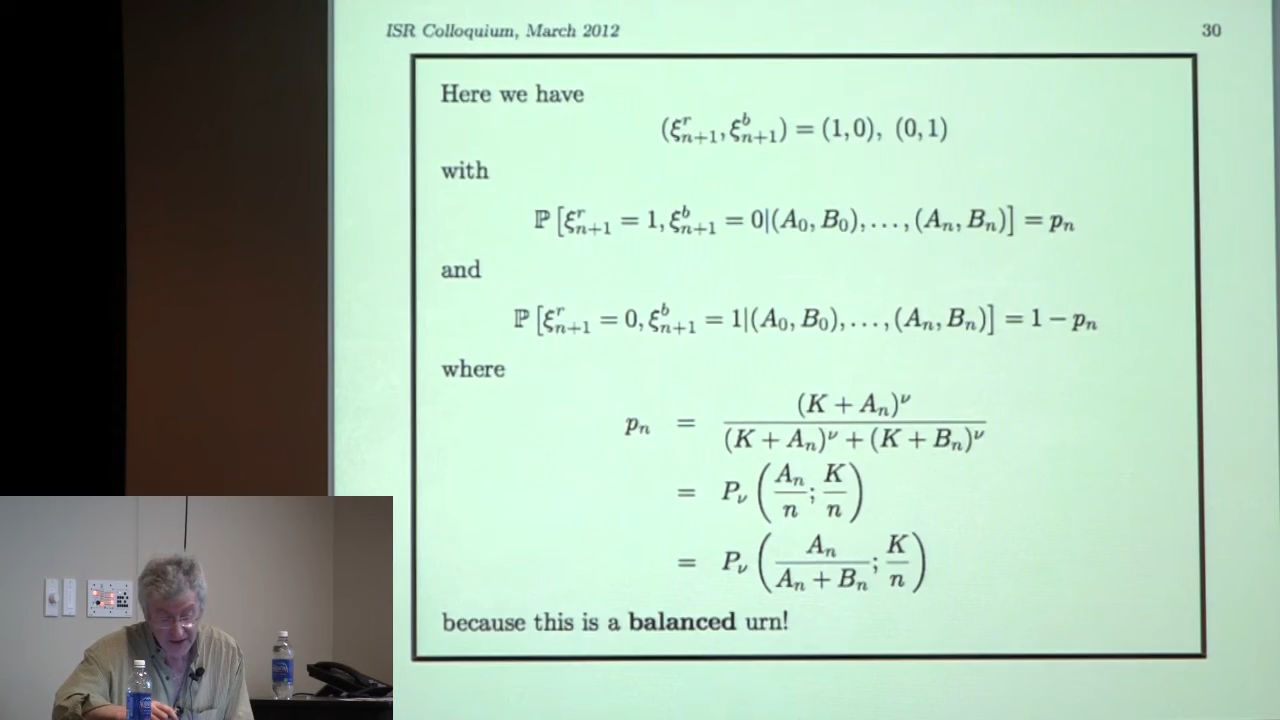 ISR Colloquium, March 2012 30
Here we have
(ξ^r_{n+1}, ξ^b_{n+1}) = (1, 0), (0, 1)
with
ℙ [ξ^r_{n+1} = 1, ξ^b_{n+1} = 0|(A_0, B_0), . . . , (A_n, B_n)] = p_n
and
ℙ [ξ^r_{n+1} = 0, ξ^b_{n+1} = 1|(A_0, B_0), . . . , (A_n, B_n)] = 1 − p_n
where
p_n = (K + A_n)^ν / ((K + A_n)^ν + (K + B_n)^ν)
= P_ν (A_n/n ; K/n)
= P_ν (A_n/(A_n + B_n) ; K/n)
because this is a balanced urn!